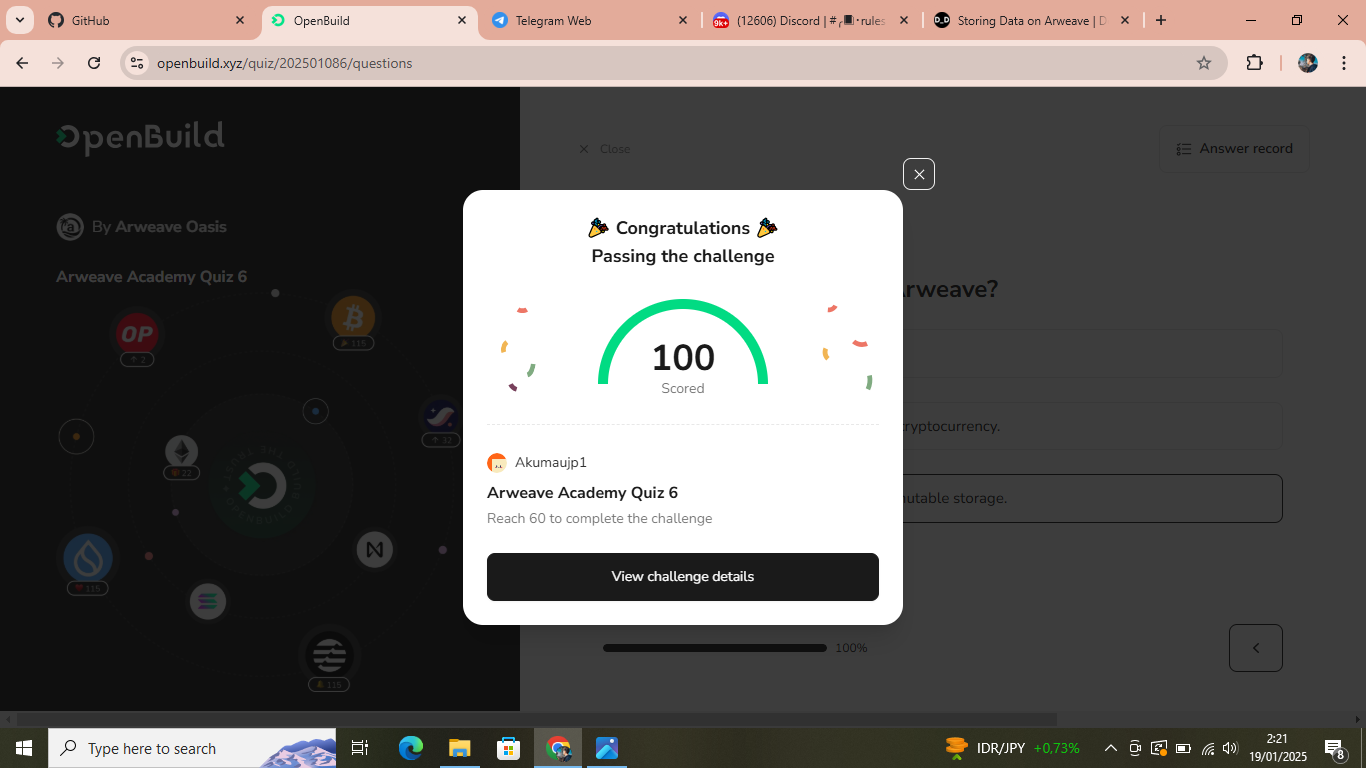 GitHub
OpenBuild
Telegram Web
(12606) Discord | #
rules
Storing Data on Arweave | D
openbuild.xyz/quiz/202501086/questions
OpenBuild
Close
Answer record
By Arweave Oasis
Arweave Academy Quiz 6
OP
2
115
32
22
115
115
Arweave?
cryptocurrency.
mutable storage.
100%
🎉 Congratulations 🎉
Passing the challenge
100
Scored
Akumaujp1
Arweave Academy Quiz 6
Reach 60 to complete the challenge
View challenge details
Type here to search
IDR/JPY +0,73%
2:21
19/01/2025
8